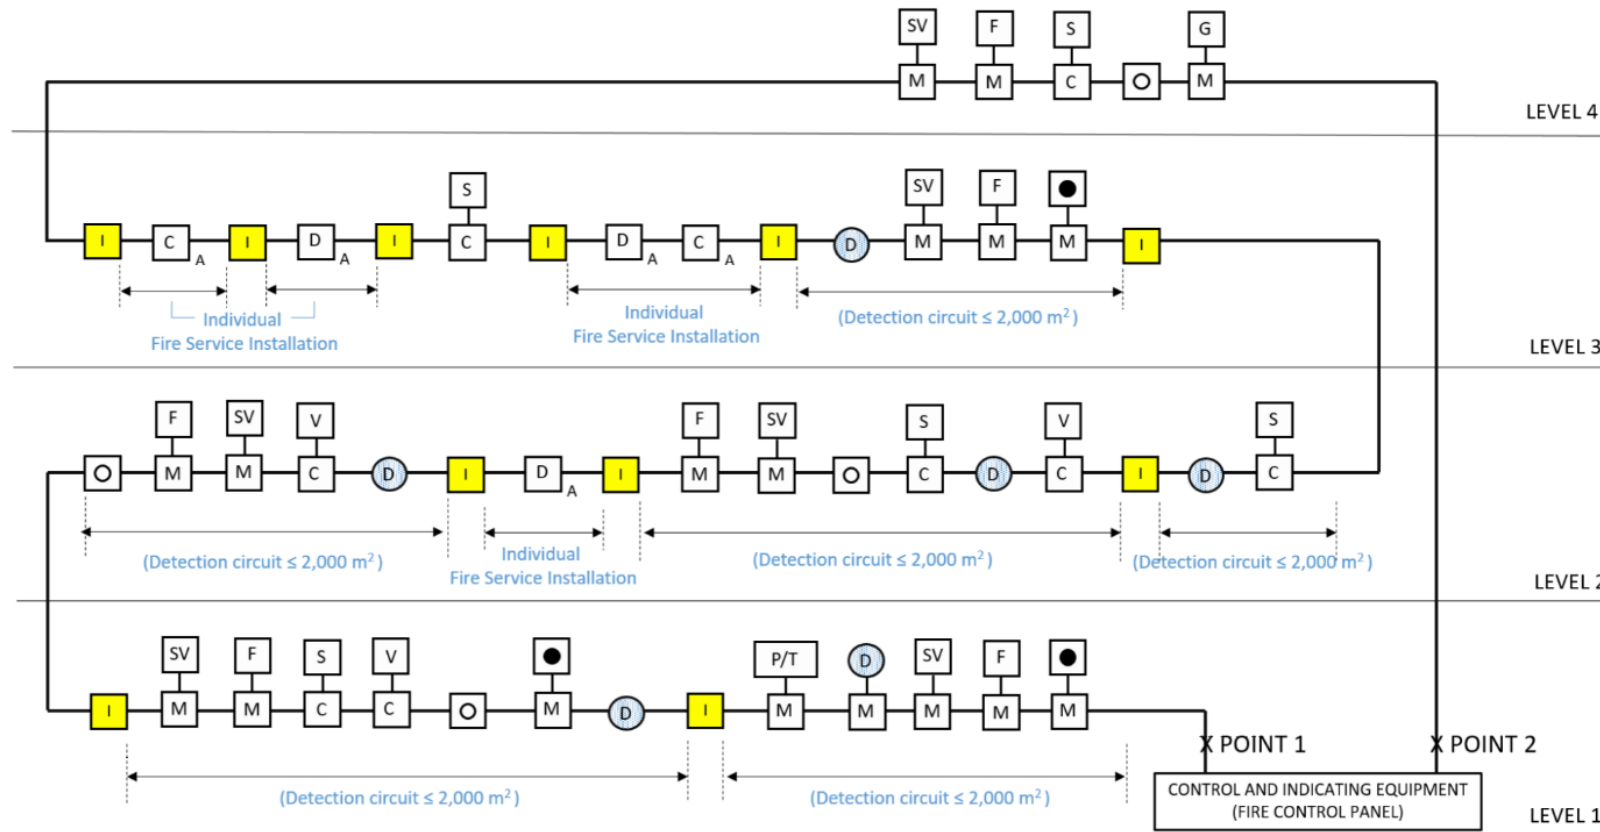 SV F S G
M M C O M
LEVEL 4
S SV F
I C A I D A I C I D A C A I D M M M I
Individual
Fire Service Installation
Individual
Fire Service Installation
(Detection circuit ≤ 2,000 m²)
LEVEL 3
F SV V F SV S V S
O M M C D I D A I M M O C D C I D C
(Detection circuit ≤ 2,000 m²)
Individual
Fire Service Installation
(Detection circuit ≤ 2,000 m²)
(Detection circuit ≤ 2,000 m²)
LEVEL 2
SV F S V P/T D SV F
I M M C C O M D I M M M M M
X POINT 1
X POINT 2
(Detection circuit ≤ 2,000 m²)
(Detection circuit ≤ 2,000 m²)
CONTROL AND INDICATING EQUIPMENT
(FIRE CONTROL PANEL)
LEVEL 1